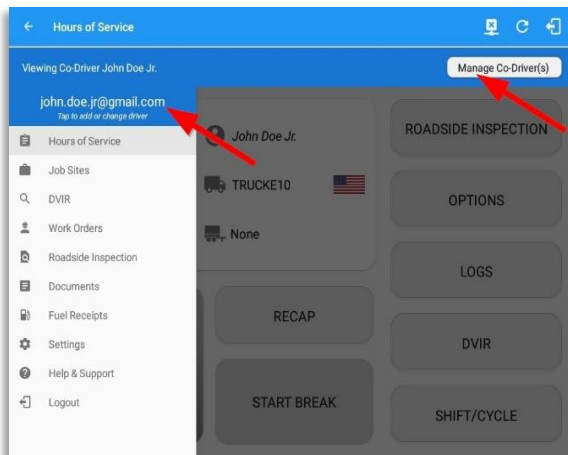 Hours of Service
Viewing Co-Driver John Doe Jr.
Manage Co-Driver(s)
john.doe.jr@gmail.com
Tap to add or change driver
Hours of Service
Job Sites
DVIR
Work Orders
Roadside Inspection
Documents
Fuel Receipts
Settings
Help & Support
Logout
John Doe Jr.
TRUCKE10
None
RECAP
START BREAK
ROADSIDE INSPECTION
OPTIONS
LOGS
DVIR
SHIFT/CYCLE